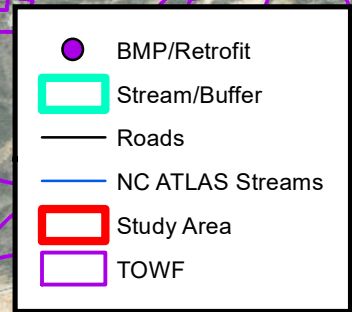 BMP/Retrofit
Stream/Buffer
Roads
NC ATLAS Streams
Study Area
TOWF